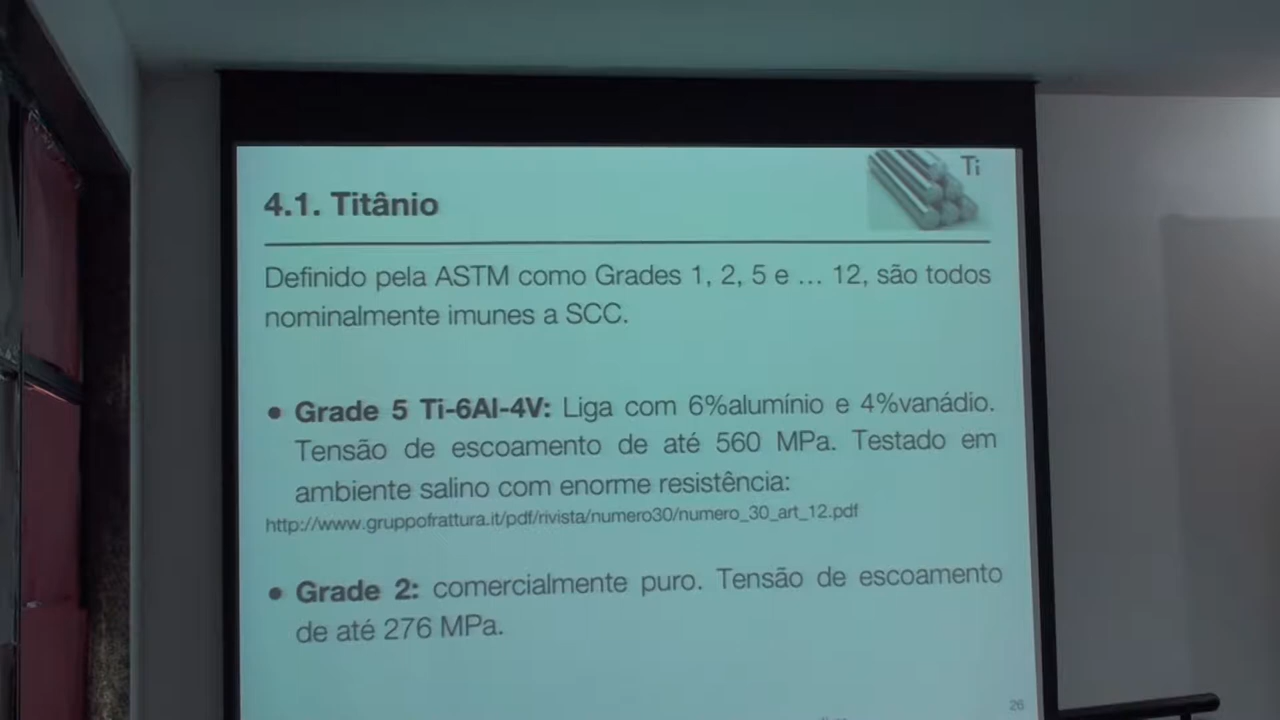 Ti
4.1. Titânio
Definido pela ASTM como Grades 1, 2, 5 e ... 12, são todos
nominalmente imunes a SCC.
• Grade 5 Ti-6Al-4V: Liga com 6%alumínio e 4%vanádio.
Tensão de escoamento de até 560 MPa. Testado em
ambiente salino com enorme resistência:
http://www.gruppofrattura.it/pdf/rivista/numero30/numero_30_art_12.pdf
• Grade 2: comercialmente puro. Tensão de escoamento
de até 276 MPa.
26